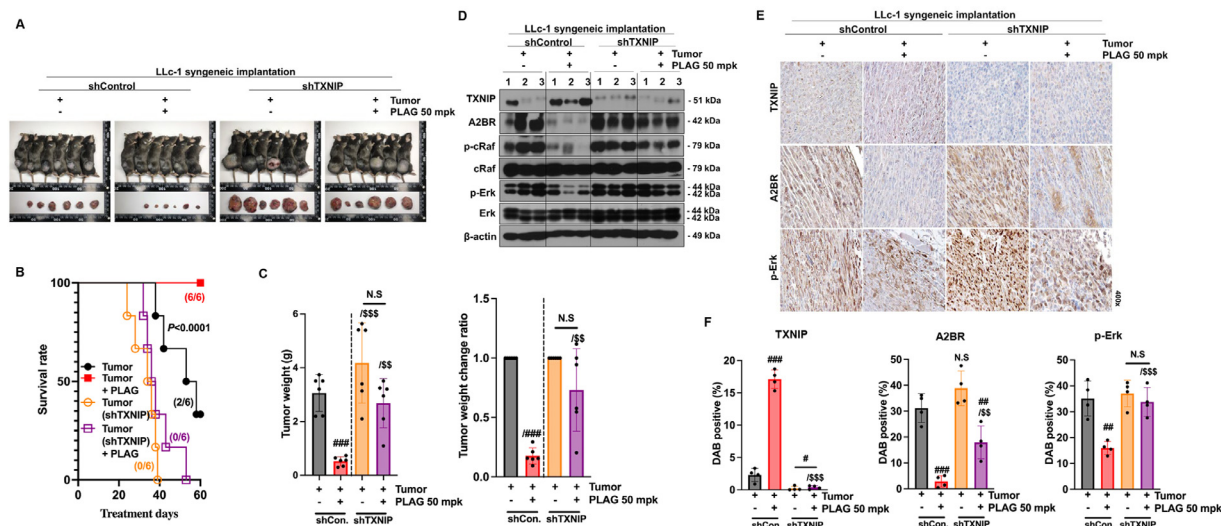 A
LLc-1 syngeneic implantation
shControl
shTXNIP
+ + + + Tumor
- + - + PLAG 50 mpk
B
Survival rate
100
50
0
(6/6)
P<0.0001
Tumor
Tumor
+ PLAG
Tumor
(shTXNIP)
Tumor
(shTXNIP)
+ PLAG
(2/6)
(0/6)
(0/6)
0 20 40 60
Treatment days
C
Tumor weight (g)
6
4
2
0
###
N.S
/$$$
/$$
+ + + + Tumor
- + - + PLAG 50 mpk
shCon. shTXNIP
Tumor weight change ratio
1.5
1.0
0.5
0.0
/###
N.S
/$$
+ + + + Tumor
- + - + PLAG 50 mpk
shCon. shTXNIP
D
LLc-1 syngeneic implantation
shControl shTXNIP
+ + + + Tumor
- + - + PLAG 50 mpk
1 2 3 1 2 3 1 2 3 1 2 3
TXNIP - 51 kDa
A2BR - 42 kDa
p-cRaf - 79 kDa
cRaf - 79 kDa
p-Erk - 44 kDa
- 42 kDa
Erk - 44 kDa
- 42 kDa
β-actin - 49 kDa
E
LLc-1 syngeneic implantation
shControl shTXNIP
+ + + + Tumor
- + - + PLAG 50 mpk
TXNIP
A2BR
p-Erk
400x
F
TXNIP
DAB positive (%)
20
15
10
5
0
###
#
/$$$
+ + + + Tumor
- + - + PLAG 50 mpk
shCon. shTXNIP
A2BR
DAB positive (%)
50
40
30
20
10
0
###
N.S
##
/$$
+ + + + Tumor
- + - + PLAG 50 mpk
shCon. shTXNIP
p-Erk
DAB positive (%)
50
40
30
20
10
0
##
N.S
/$$$
+ + + + Tumor
- + - + PLAG 50 mpk
shCon. shTXNIP